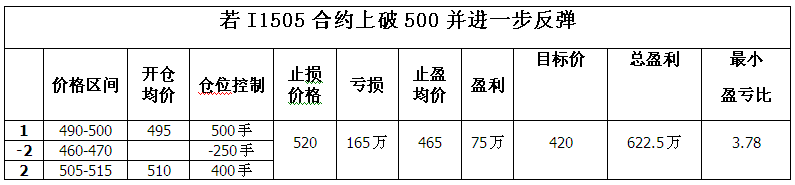 若 I1505 合约上破 500 并进一步反弹
价格区间 开仓均价 仓位控制 止损价格 亏损 止盈均价 盈利 目标价 总盈利 最小盈亏比
1 490-500 495 500手 520 165万 465 75万 420 622.5万 3.78
-2 460-470 -250手
2 505-515 510 400手